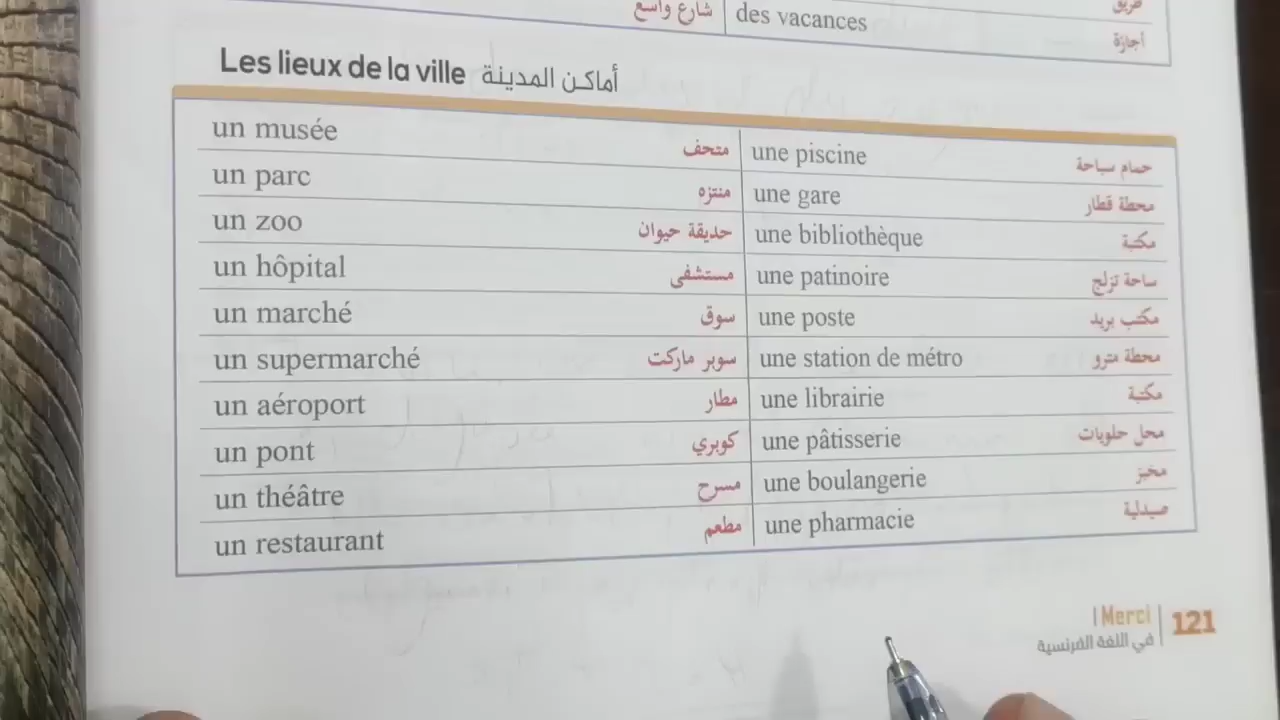 شارع واسع des vacances
أجازة
Les lieux de la ville أماكن المدينة
un musée متحف une piscine حمام سباحة
un parc منتزه une gare محطة قطار
un zoo حديقة حيوان une bibliothèque مكتبة
un hôpital مستشفى une patinoire ساحة تزلج
un marché سوق une poste مكتب بريد
un supermarché سوبر ماركت une station de métro محطة مترو
un aéroport مطار une librairie مكتبة
un pont كوبري une pâtisserie محل حلويات
un théâtre مسرح une boulangerie مخبز
un restaurant مطعم une pharmacie صيدلية
Merci 121
في اللغة الفرنسية